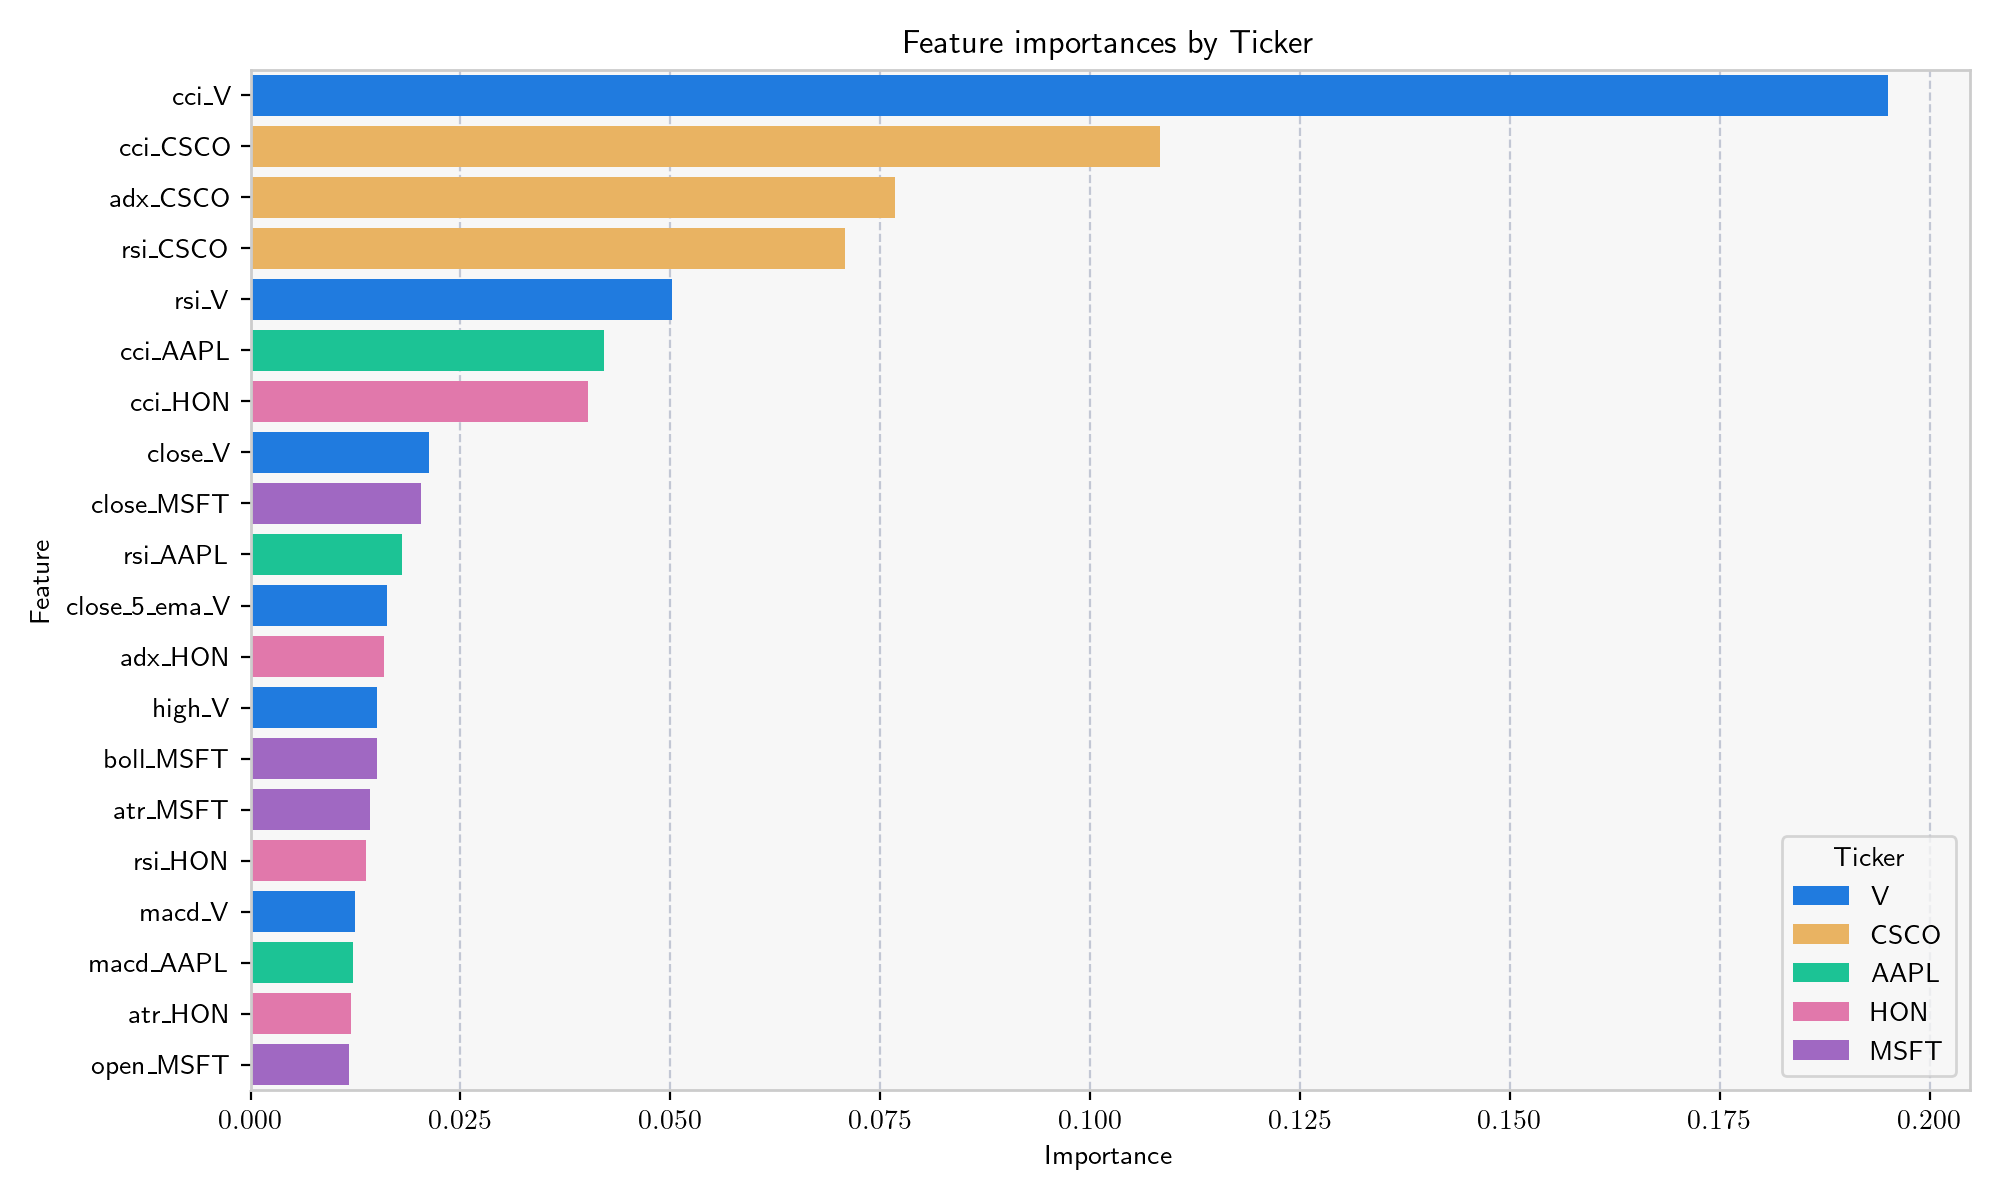 Feature importances by Ticker
cci_V
cci_CSCO
adx_CSCO
rsi_CSCO
rsi_V
cci_AAPL
cci_HON
close_V
close_MSFT
rsi_AAPL
close_5_ema_V
adx_HON
high_V
boll_MSFT
atr_MSFT
rsi_HON
macd_V
macd_AAPL
atr_HON
open_MSFT
Feature
0.000 0.025 0.050 0.075 0.100 0.125 0.150 0.175 0.200
Importance
Ticker
V
CSCO
AAPL
HON
MSFT